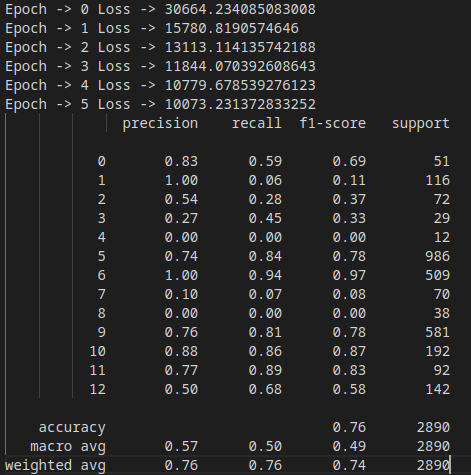 Epoch -> 0 Loss -> 30664.234085083008
Epoch -> 1 Loss -> 15780.8190574646
Epoch -> 2 Loss -> 13113.114135742188
Epoch -> 3 Loss -> 11844.070392608643
Epoch -> 4 Loss -> 10779.678539276123
Epoch -> 5 Loss -> 10073.231372833252
precision recall f1-score support
0 0.83 0.59 0.69 51
1 1.00 0.06 0.11 116
2 0.54 0.28 0.37 72
3 0.27 0.45 0.33 29
4 0.00 0.00 0.00 12
5 0.74 0.84 0.78 986
6 1.00 0.94 0.97 509
7 0.10 0.07 0.08 70
8 0.00 0.00 0.00 38
9 0.76 0.81 0.78 581
10 0.88 0.86 0.87 192
11 0.77 0.89 0.83 92
12 0.50 0.68 0.58 142
accuracy 0.76 2890
macro avg 0.57 0.50 0.49 2890
weighted avg 0.76 0.76 0.74 2890